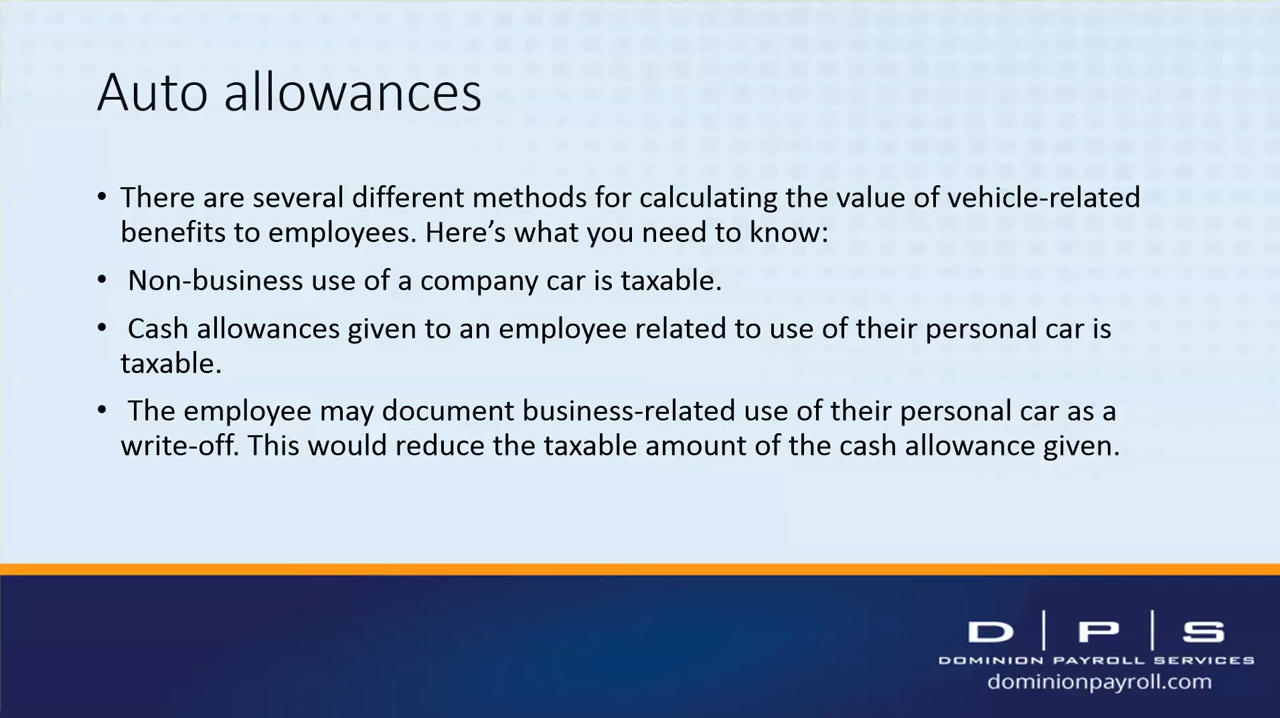 Auto allowances
• There are several different methods for calculating the value of vehicle-related
benefits to employees. Here’s what you need to know:
• Non-business use of a company car is taxable.
• Cash allowances given to an employee related to use of their personal car is
taxable.
• The employee may document business-related use of their personal car as a
write-off. This would reduce the taxable amount of the cash allowance given.
D | P | S
DOMINION PAYROLL SERVICES
dominionpayroll.com